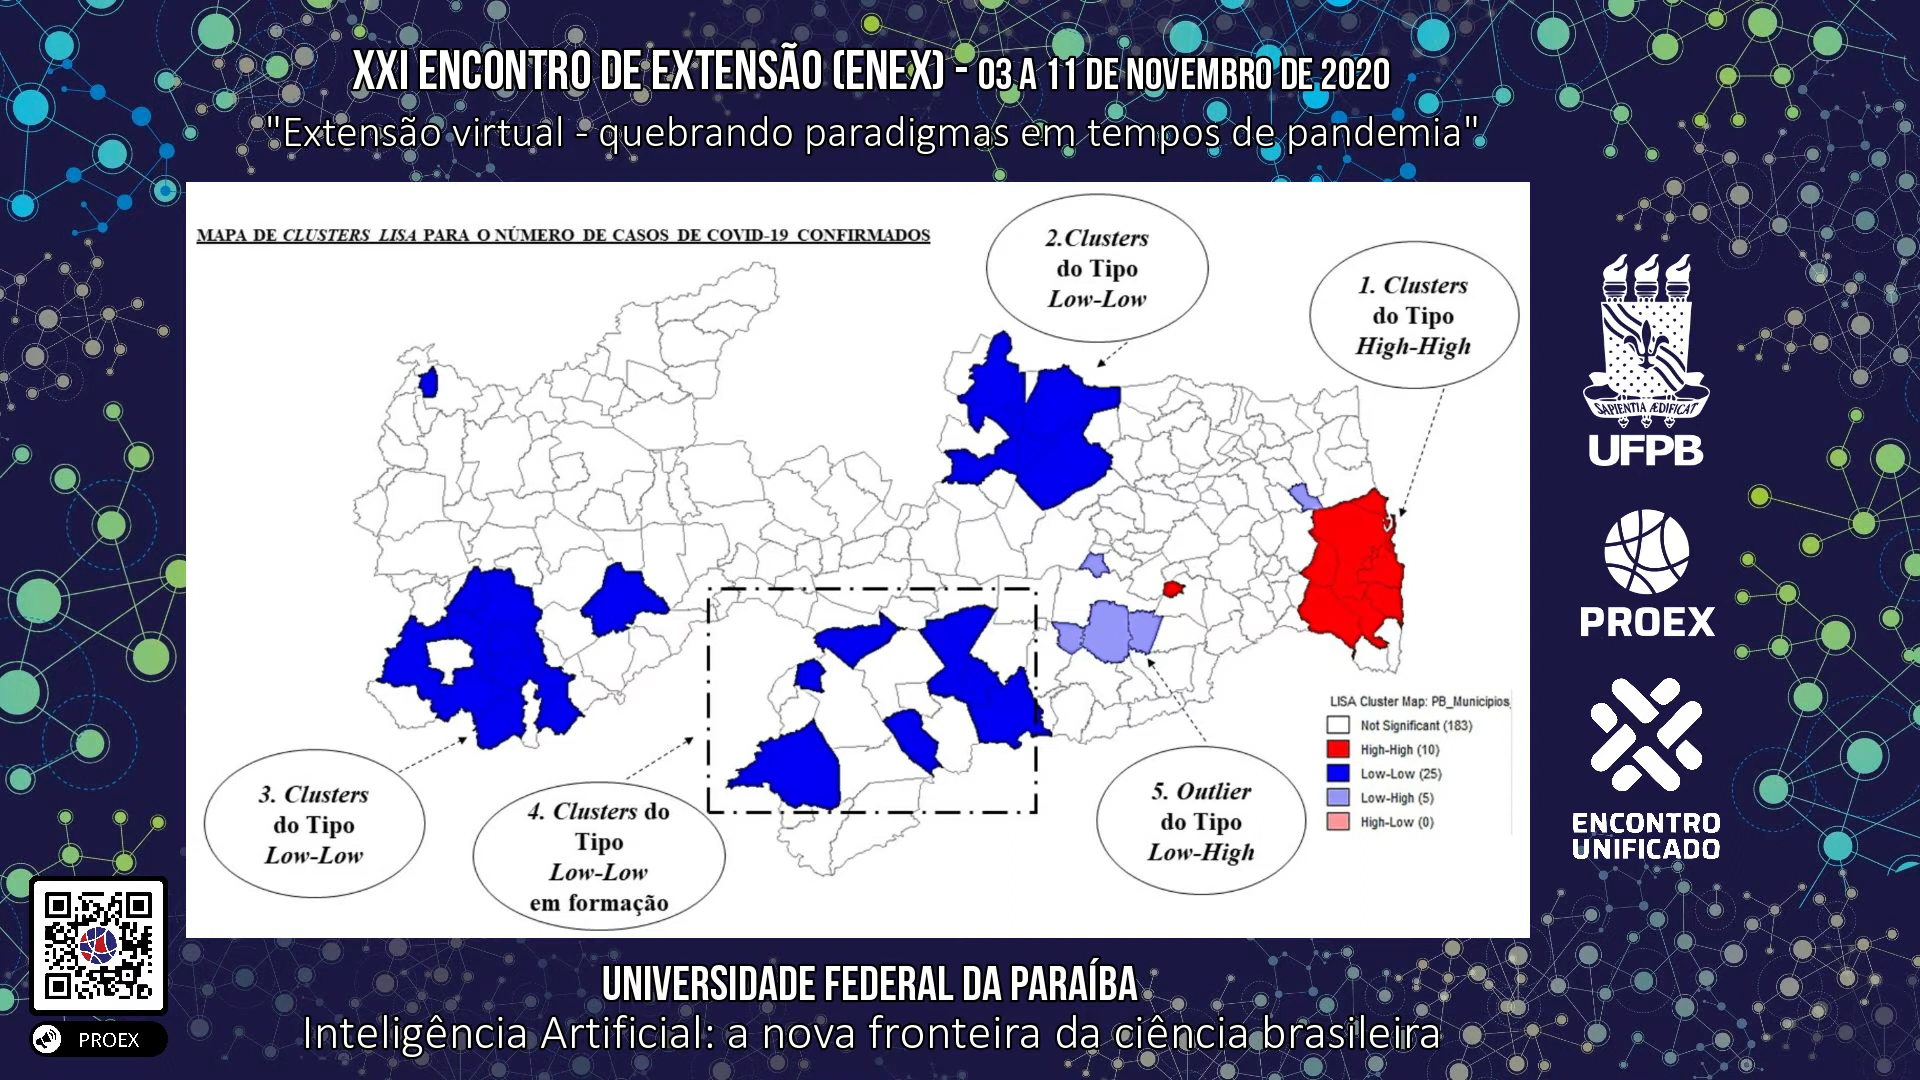 XXI ENCONTRO DE EXTENSÃO (ENEX) - 03 A 11 DE NOVEMBRO DE 2020
"Extensão virtual - quebrando paradigmas em tempos de pandemia"
MAPA DE CLUSTERS LISA PARA O NÚMERO DE CASOS DE COVID-19 CONFIRMADOS
2.Clusters
do Tipo
Low-Low
1. Clusters
do Tipo
High-High
SAPIENTIA ÆDIFICAT
UFPB
PROEX
ENCONTRO
UNIFICADO
LISA Cluster Map: PB_Municipios
Not Significant (183)
High-High (10)
Low-Low (25)
Low-High (5)
High-Low (0)
3. Clusters
do Tipo
Low-Low
4. Clusters do
Tipo
Low-Low
em formação
5. Outlier
do Tipo
Low-High
PROEX
UNIVERSIDADE FEDERAL DA PARAÍBA
Inteligência Artificial: a nova fronteira da ciência brasileira